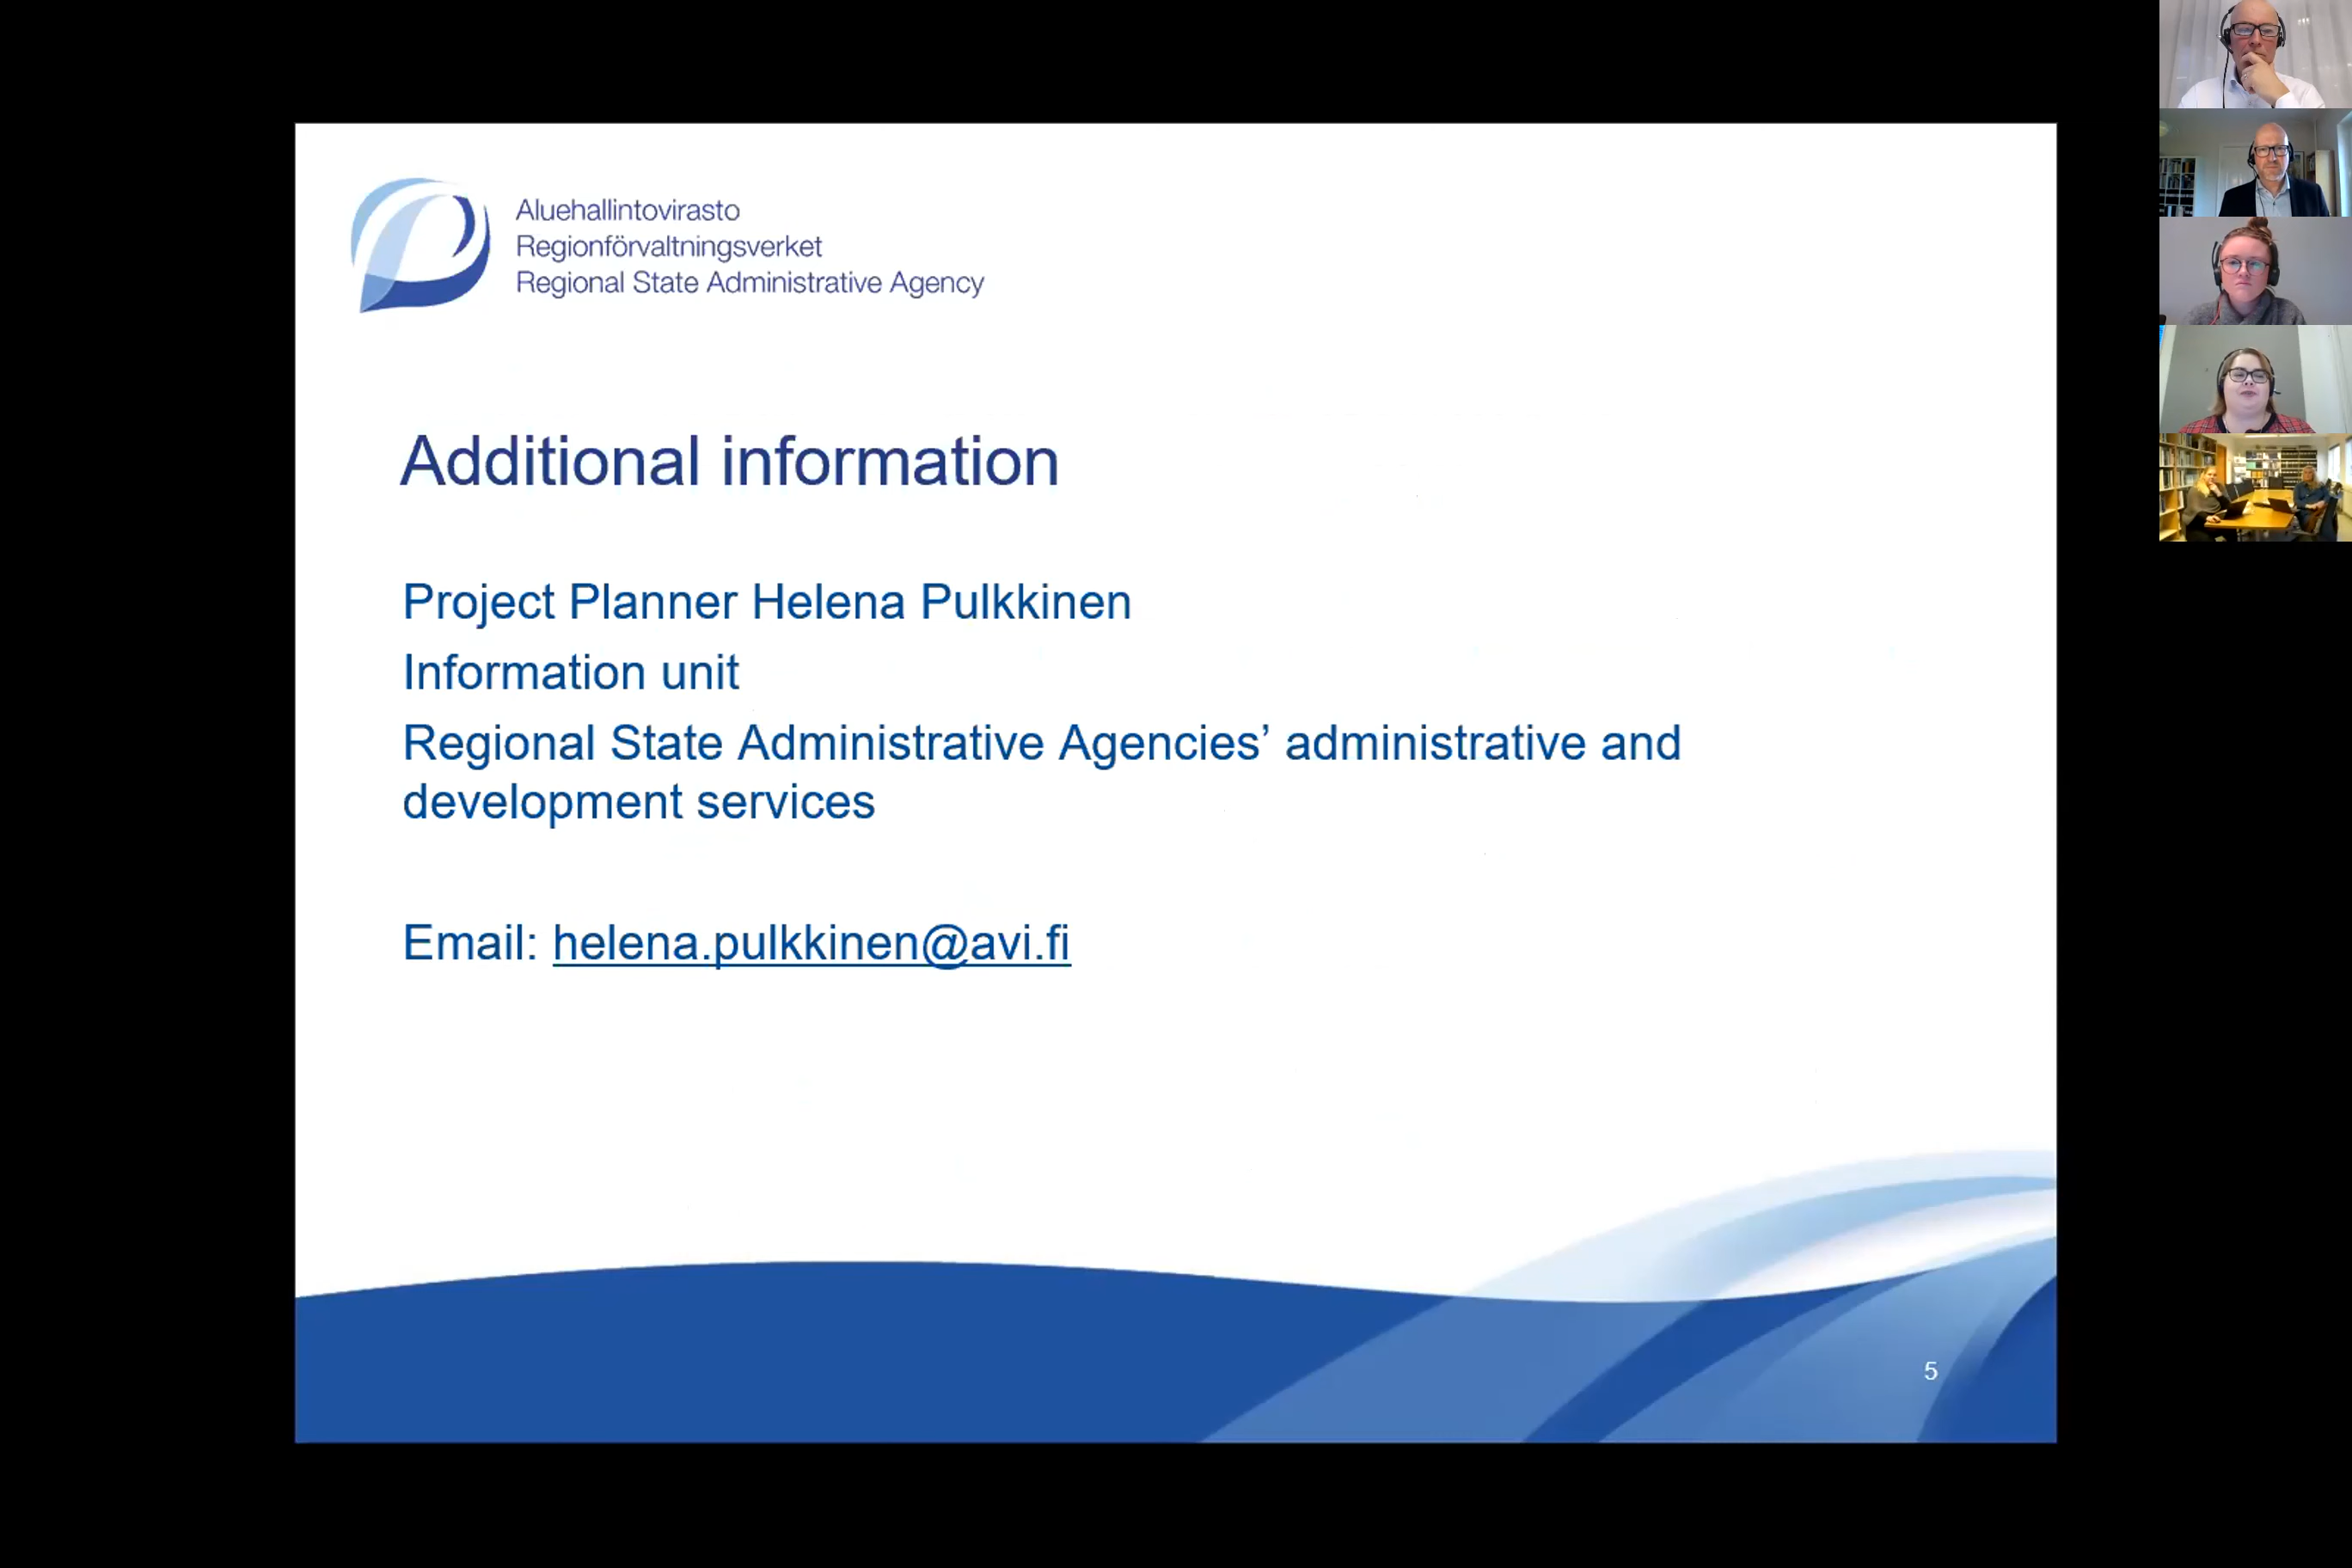 Aluehallintovirasto
Regionförvaltningsverket
Regional State Administrative Agency
Additional information
Project Planner Helena Pulkkinen
Information unit
Regional State Administrative Agencies’ administrative and
development services
Email: helena.pulkkinen@avi.fi
5